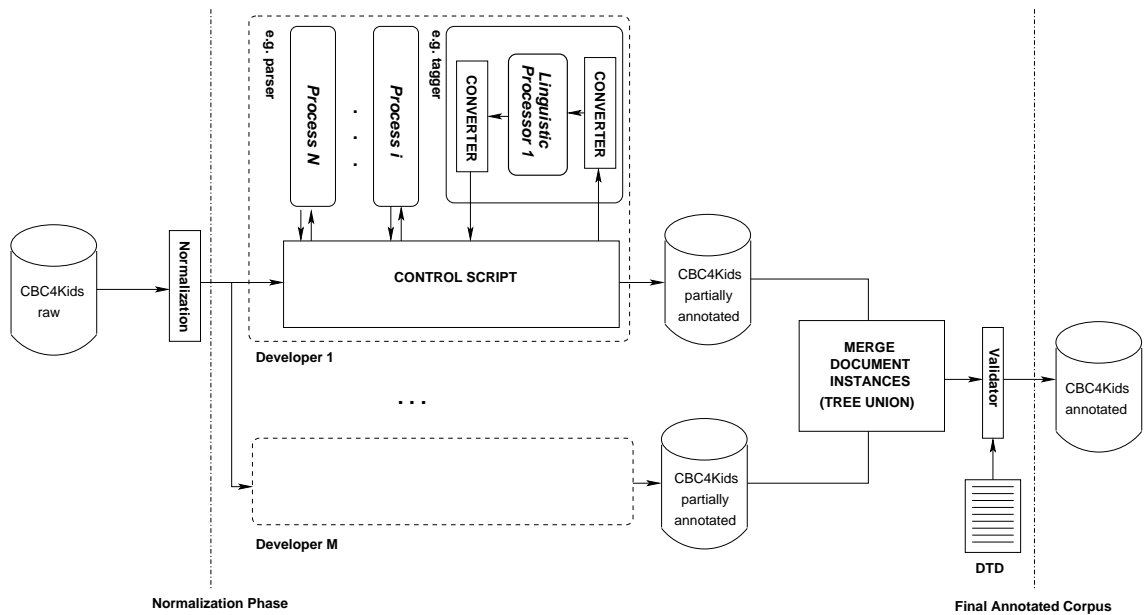 e.g. parser
Process N
. . .
Process i
e.g. tagger
CONVERTER
Linguistic
Processor 1
CONVERTER
CBC4Kids
raw
Normalization
CONTROL SCRIPT
CBC4Kids
partially
annotated
Developer 1
MERGE
DOCUMENT
INSTANCES
(TREE UNION)
Validator
CBC4Kids
annotated
. . .
CBC4Kids
partially
annotated
Developer M
DTD
Normalization Phase
Final Annotated Corpus